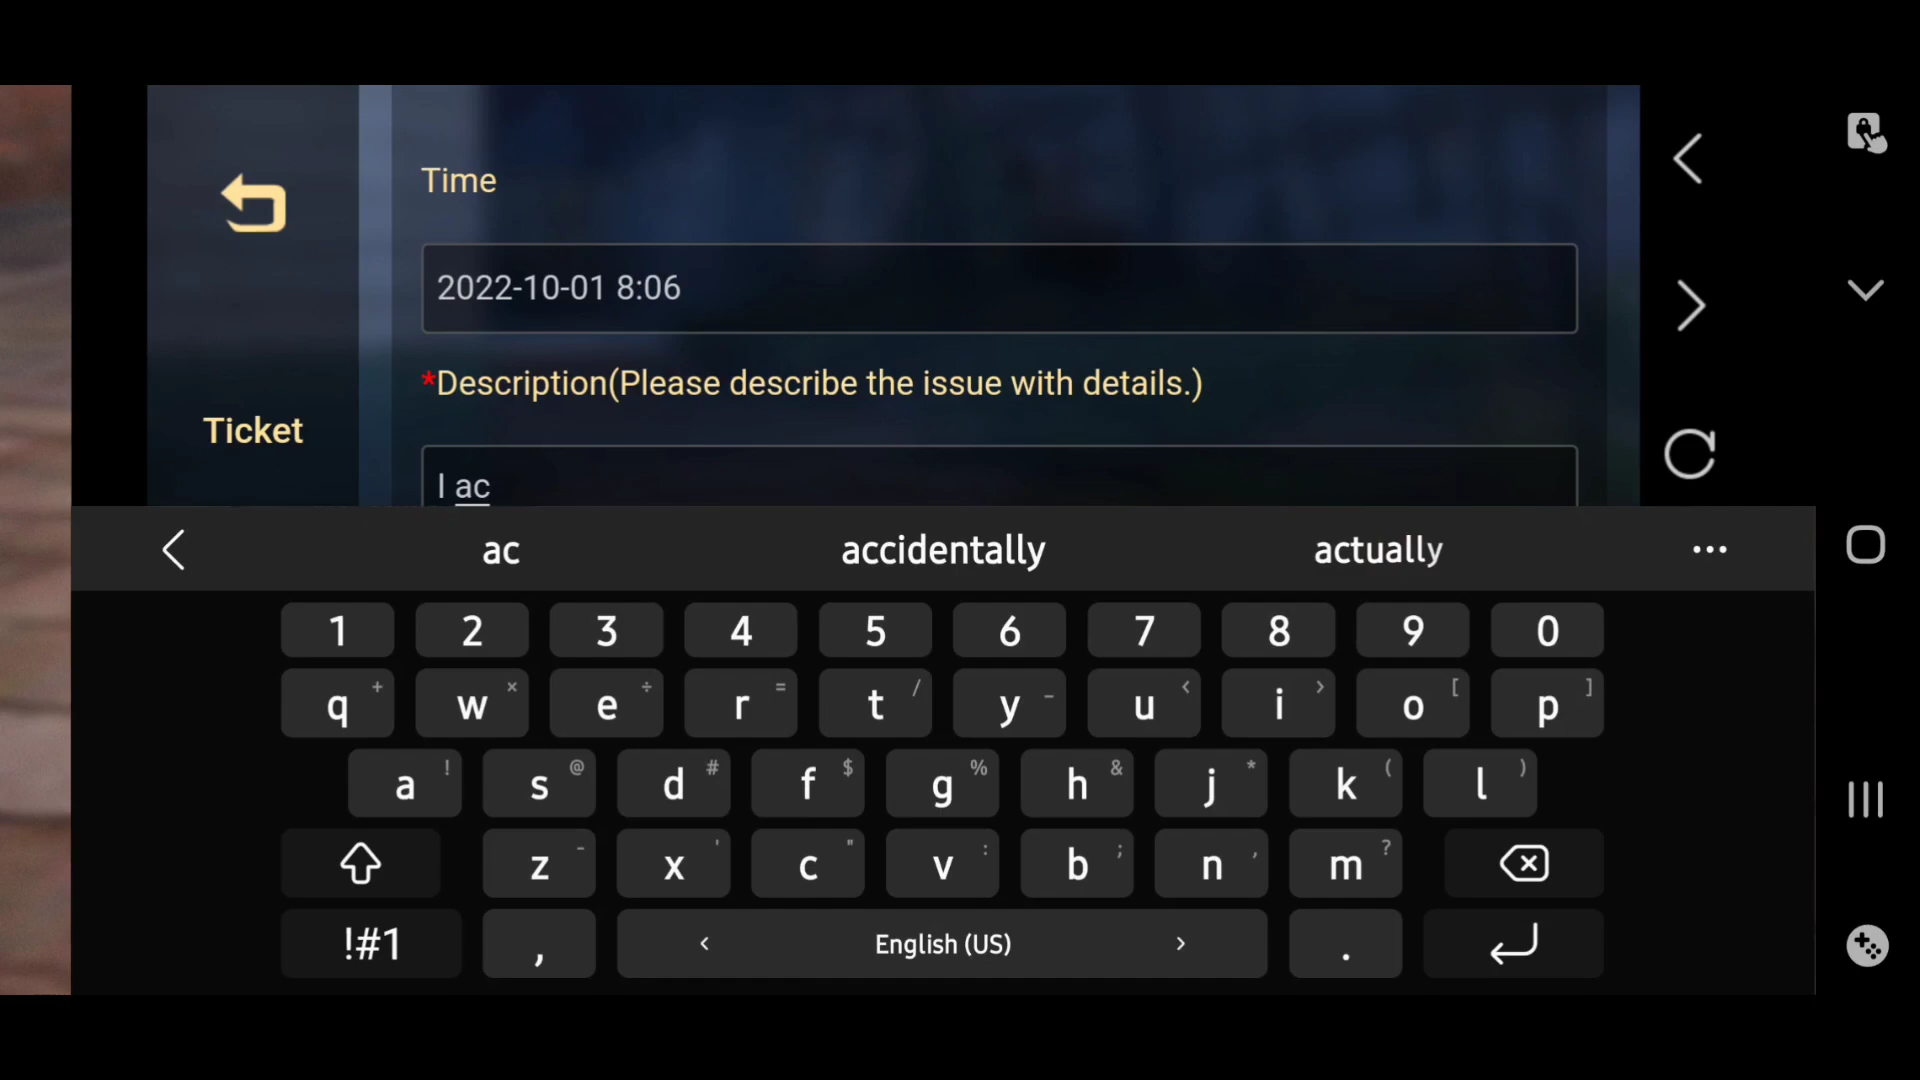 Time
2022-10-01 8:06
*Description(Please describe the issue with details.)
Ticket
I ac
ac accidentally actually ...
1 2 3 4 5 6 7 8 9 0
q + w × e ÷ r = t / y _ u < i > o [ p ]
a ! s @ d # f $ g % h & j * k ( l )
z - x ' c " v : b ; n , m ?
!#1 , < English (US) > .